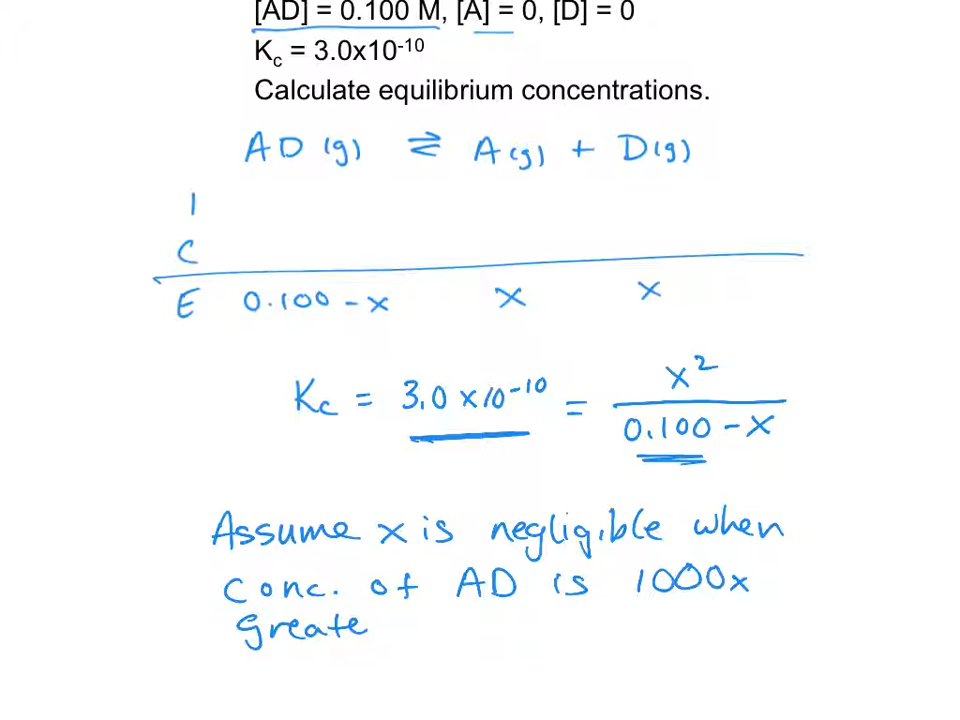 [AD] = 0.100 M, [A] = 0, [D] = 0
Kc = 3.0x10-10
Calculate equilibrium concentrations.
AD (g) ⇌ A(g) + D(g)
I
C
E 0.100 - x x x
Kc = 3.0 x 10-10 = x2 / 0.100 - x
Assume x is negligible when
conc. of AD is 1000x
greate